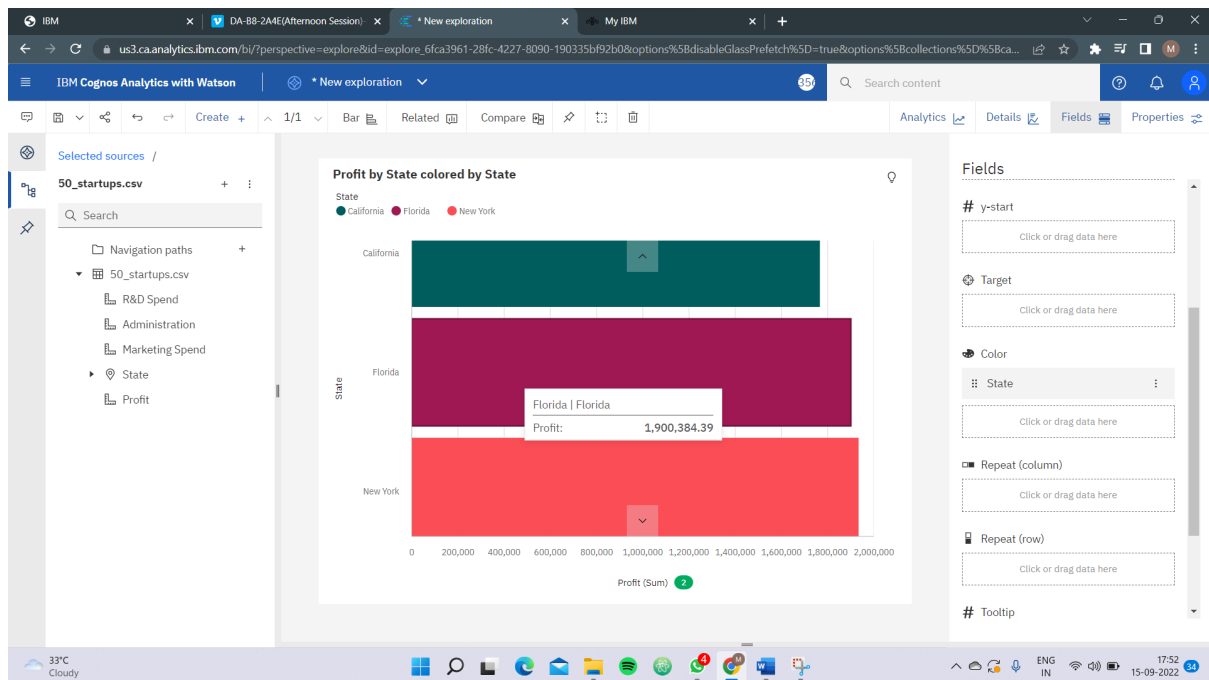 IBM
DA-B8-2A4E(Afternoon Session)
* New exploration
My IBM
us3.ca.analytics.ibm.com/bi/?perspective=explore&id=explore_6fca3961-28fc-4227-8090-190335bf92b0&options%5BdisableGlassPrefetch%5D=true&options%5Bcollections%5D%5Bca...
M
IBM Cognos Analytics with Watson
* New exploration
Search content
Create +
1/1
Bar
Related
Compare
Analytics
Details
Fields
Properties
Selected sources /
50_startups.csv
Search
Navigation paths
50_startups.csv
R&D Spend
Administration
Marketing Spend
State
Profit
Profit by State colored by State
State
California
Florida
New York
California
Florida
New York
State
Florida | Florida
Profit: 1,900,384.39
0 200,000 400,000 600,000 800,000 1,000,000 1,200,000 1,400,000 1,600,000 1,800,000 2,000,000
Profit (Sum) 2
Fields
# y-start
Click or drag data here
Target
Click or drag data here
Color
State
Click or drag data here
Repeat (column)
Click or drag data here
Repeat (row)
Click or drag data here
# Tooltip
33°C
Cloudy
4
M
ENG
IN
17:52
15-09-2022
34